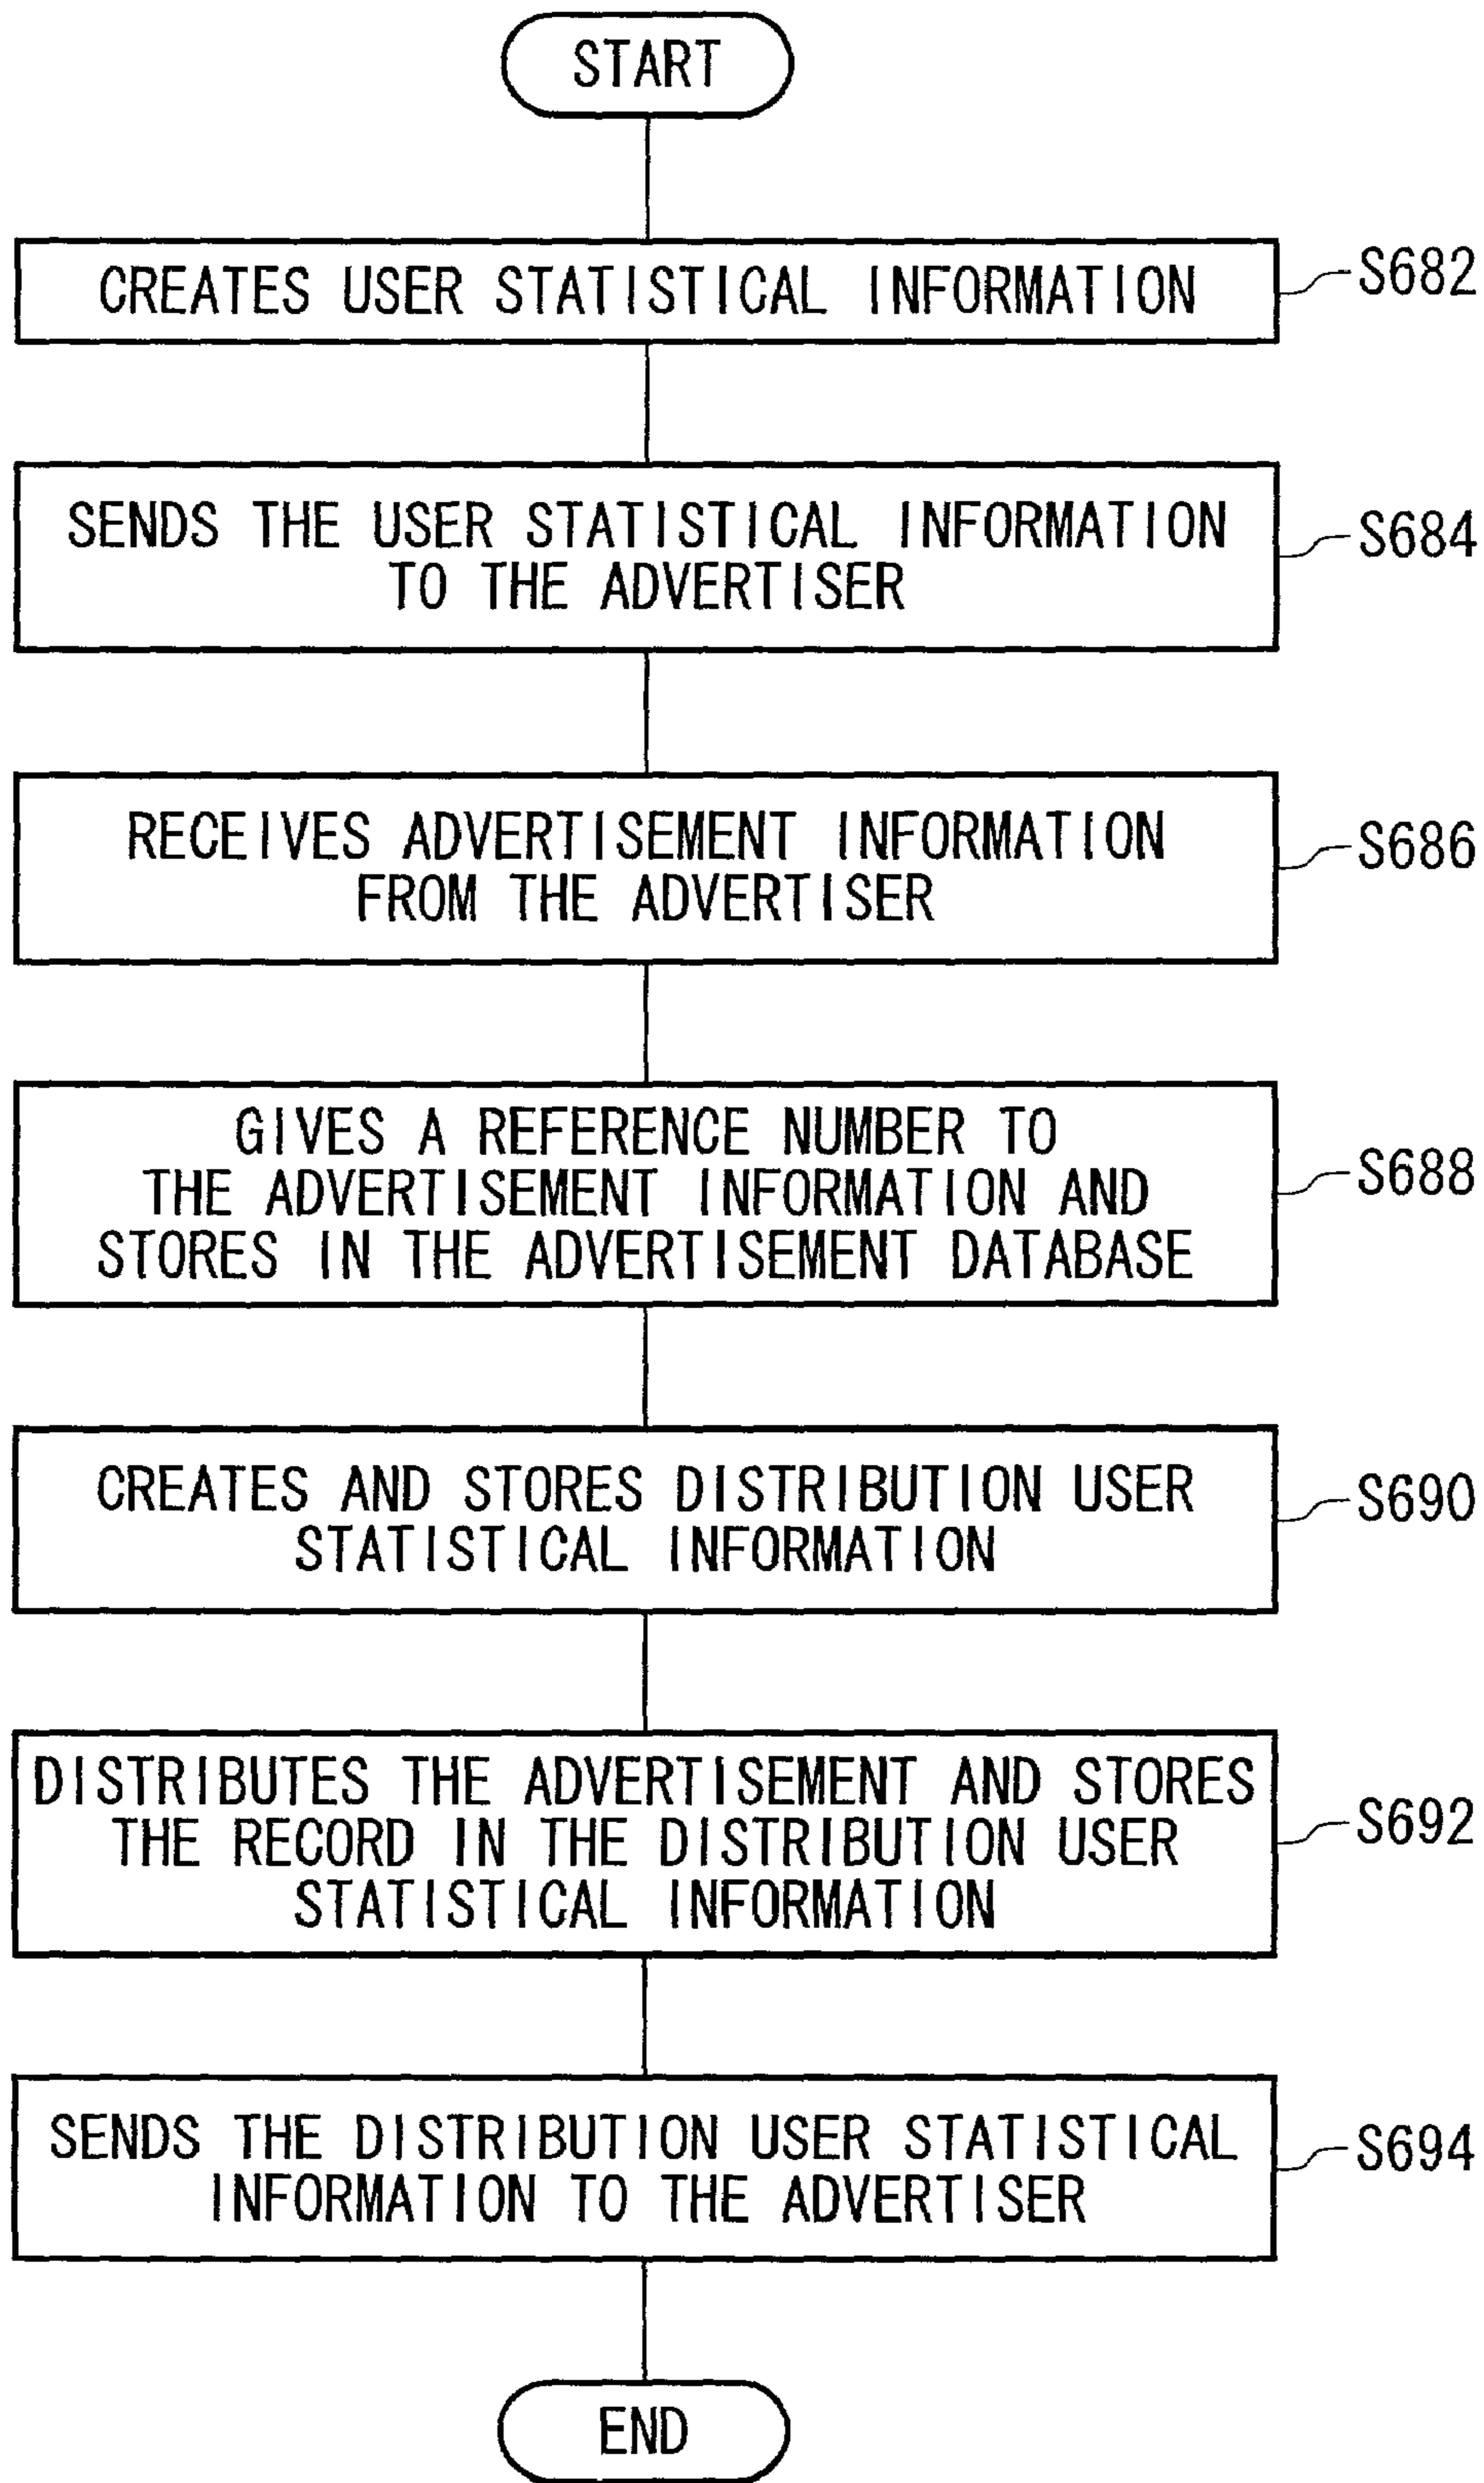 START
CREATES USER STATISTICAL INFORMATION
S682
SENDS THE USER STATISTICAL INFORMATION
TO THE ADVERTISER
S684
RECEIVES ADVERTISEMENT INFORMATION
FROM THE ADVERTISER
S686
GIVES A REFERENCE NUMBER TO
THE ADVERTISEMENT INFORMATION AND
STORES IN THE ADVERTISEMENT DATABASE
S688
CREATES AND STORES DISTRIBUTION USER
STATISTICAL INFORMATION
S690
DISTRIBUTES THE ADVERTISEMENT AND STORES
THE RECORD IN THE DISTRIBUTION USER
STATISTICAL INFORMATION
S692
SENDS THE DISTRIBUTION USER STATISTICAL
INFORMATION TO THE ADVERTISER
S694
END